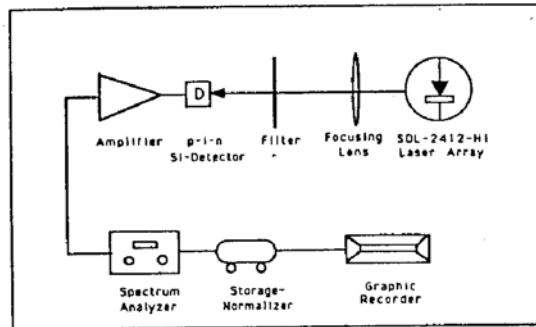 D
Amplifier
p-i-n
Si-Detector
Filter
Focusing
Lens
SDL-2412-H1
Laser Array
Spectrum
Analyzer
Storage-
Normalizer
Graphic
Recorder